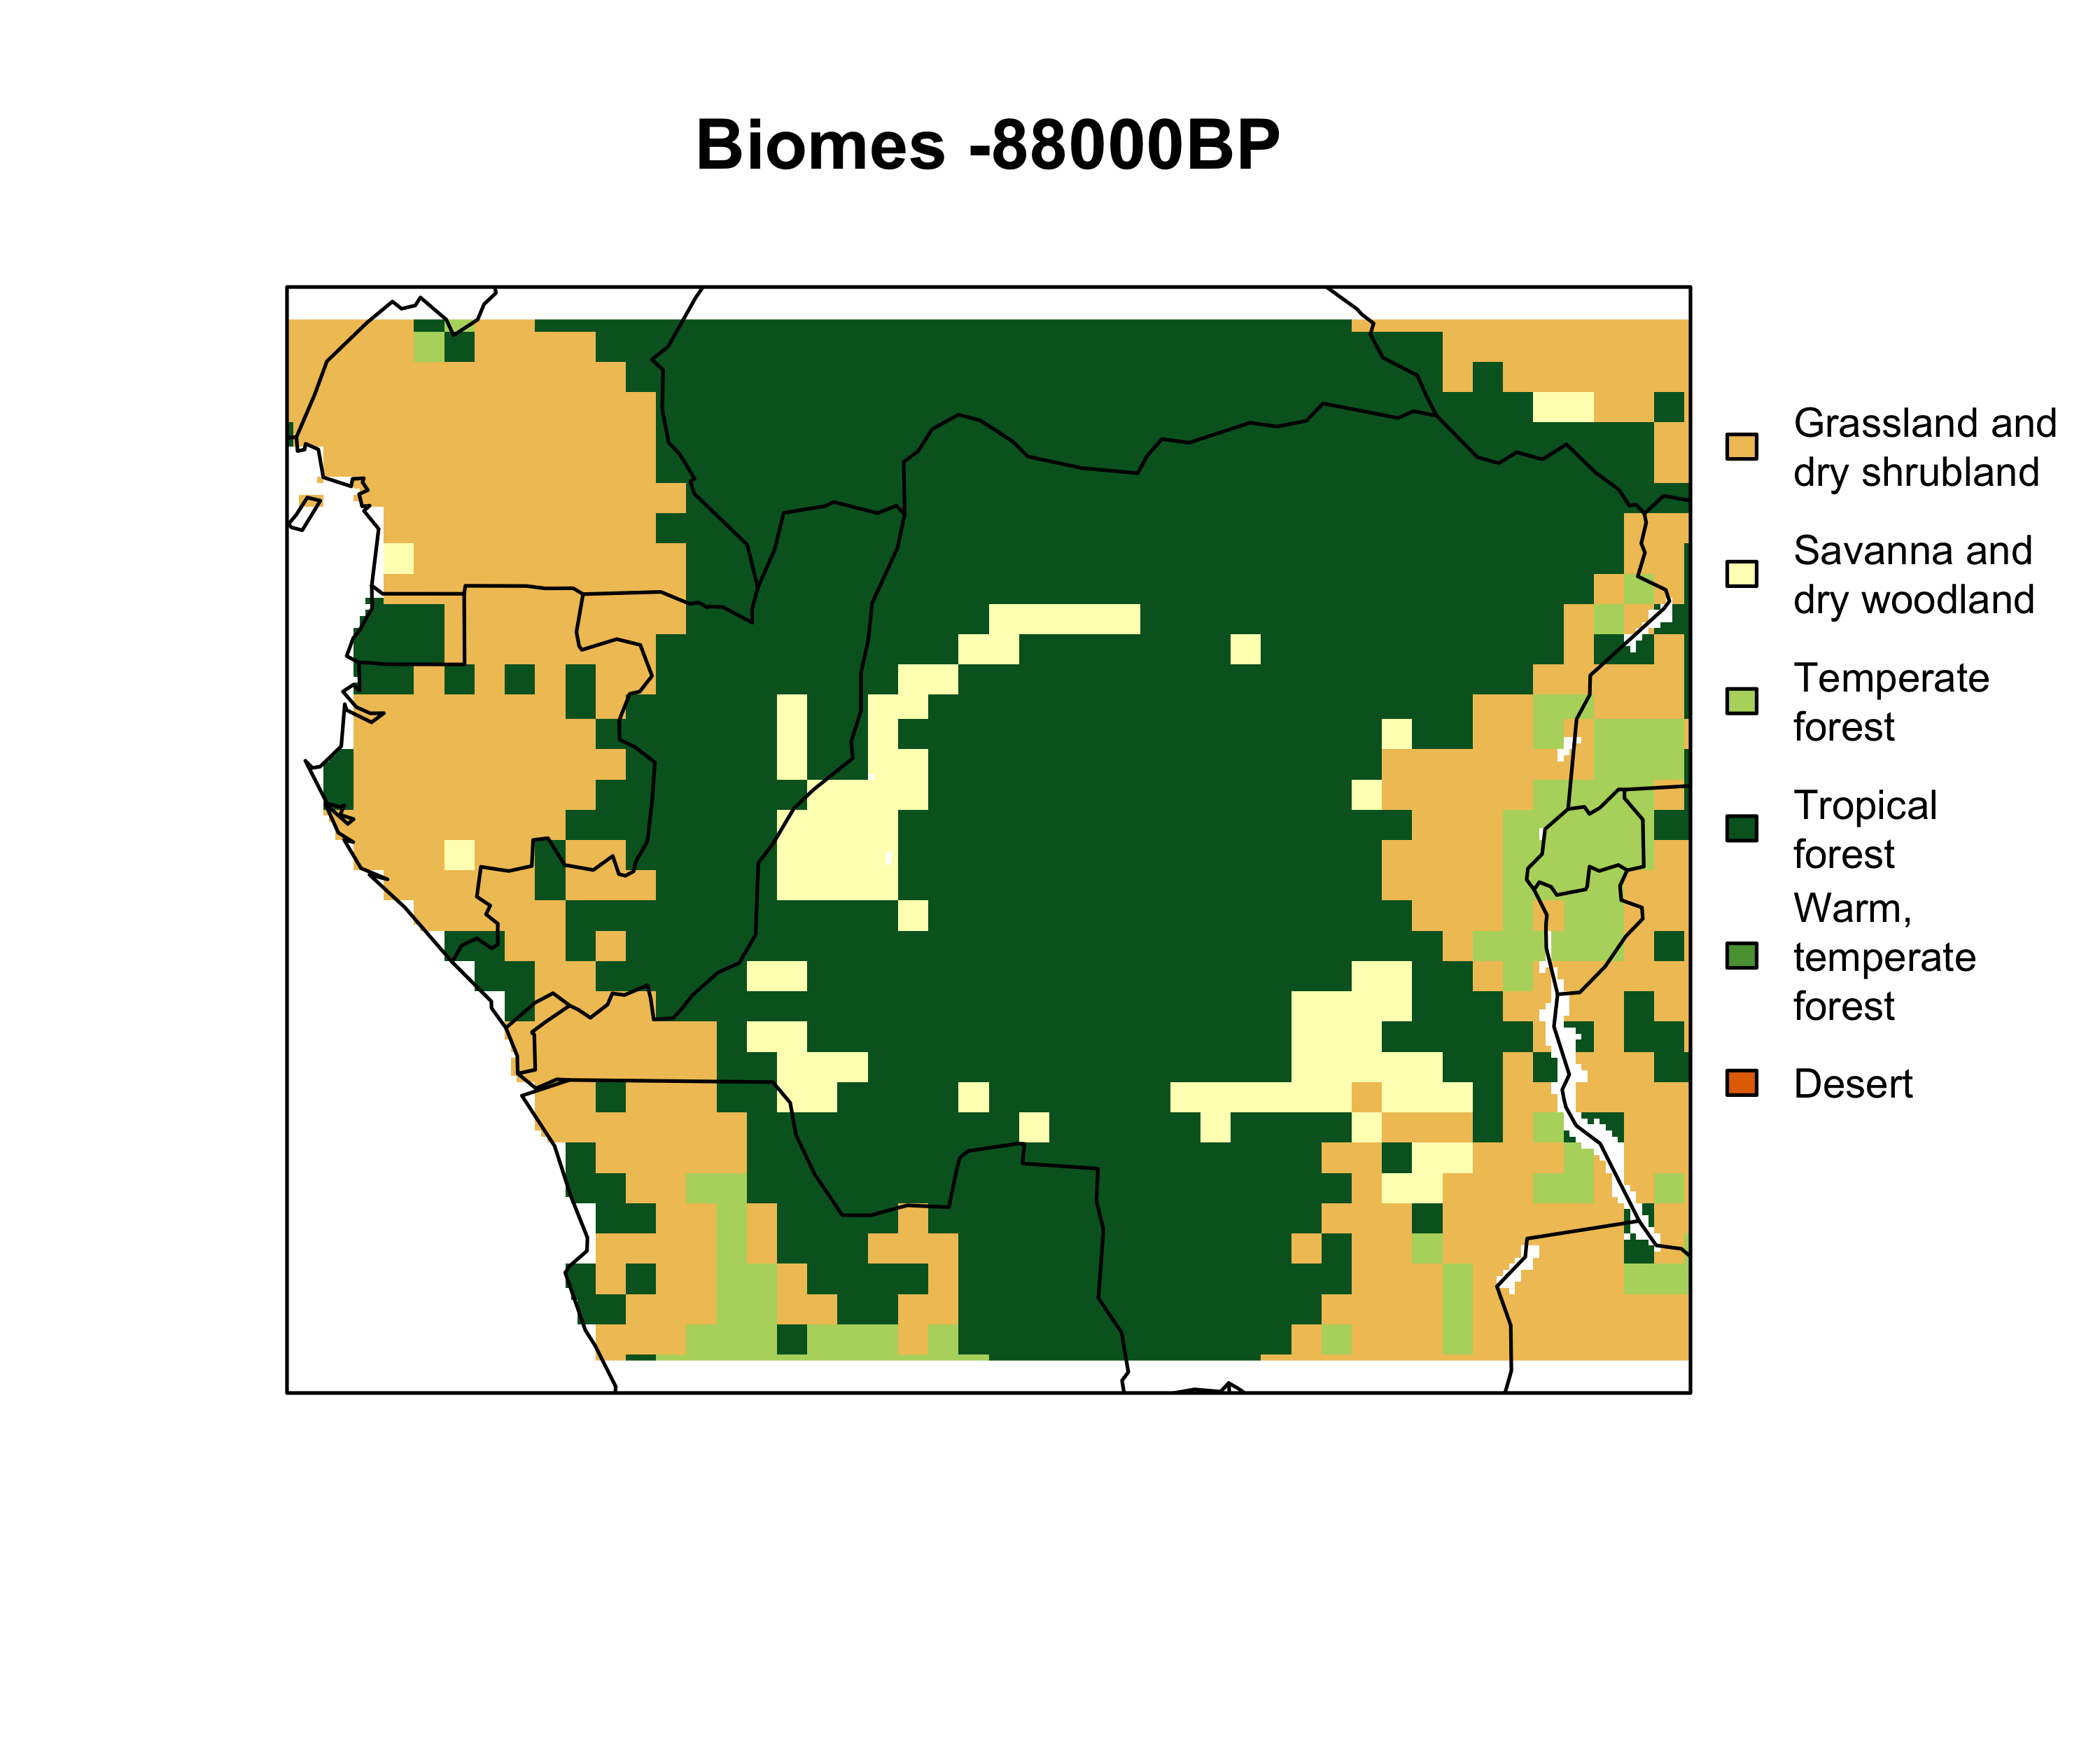 Biomes -88000BP
Grassland and
dry shrubland
Savanna and
dry woodland
Temperate
forest
Tropical
forest
Warm,
temperate
forest
Desert